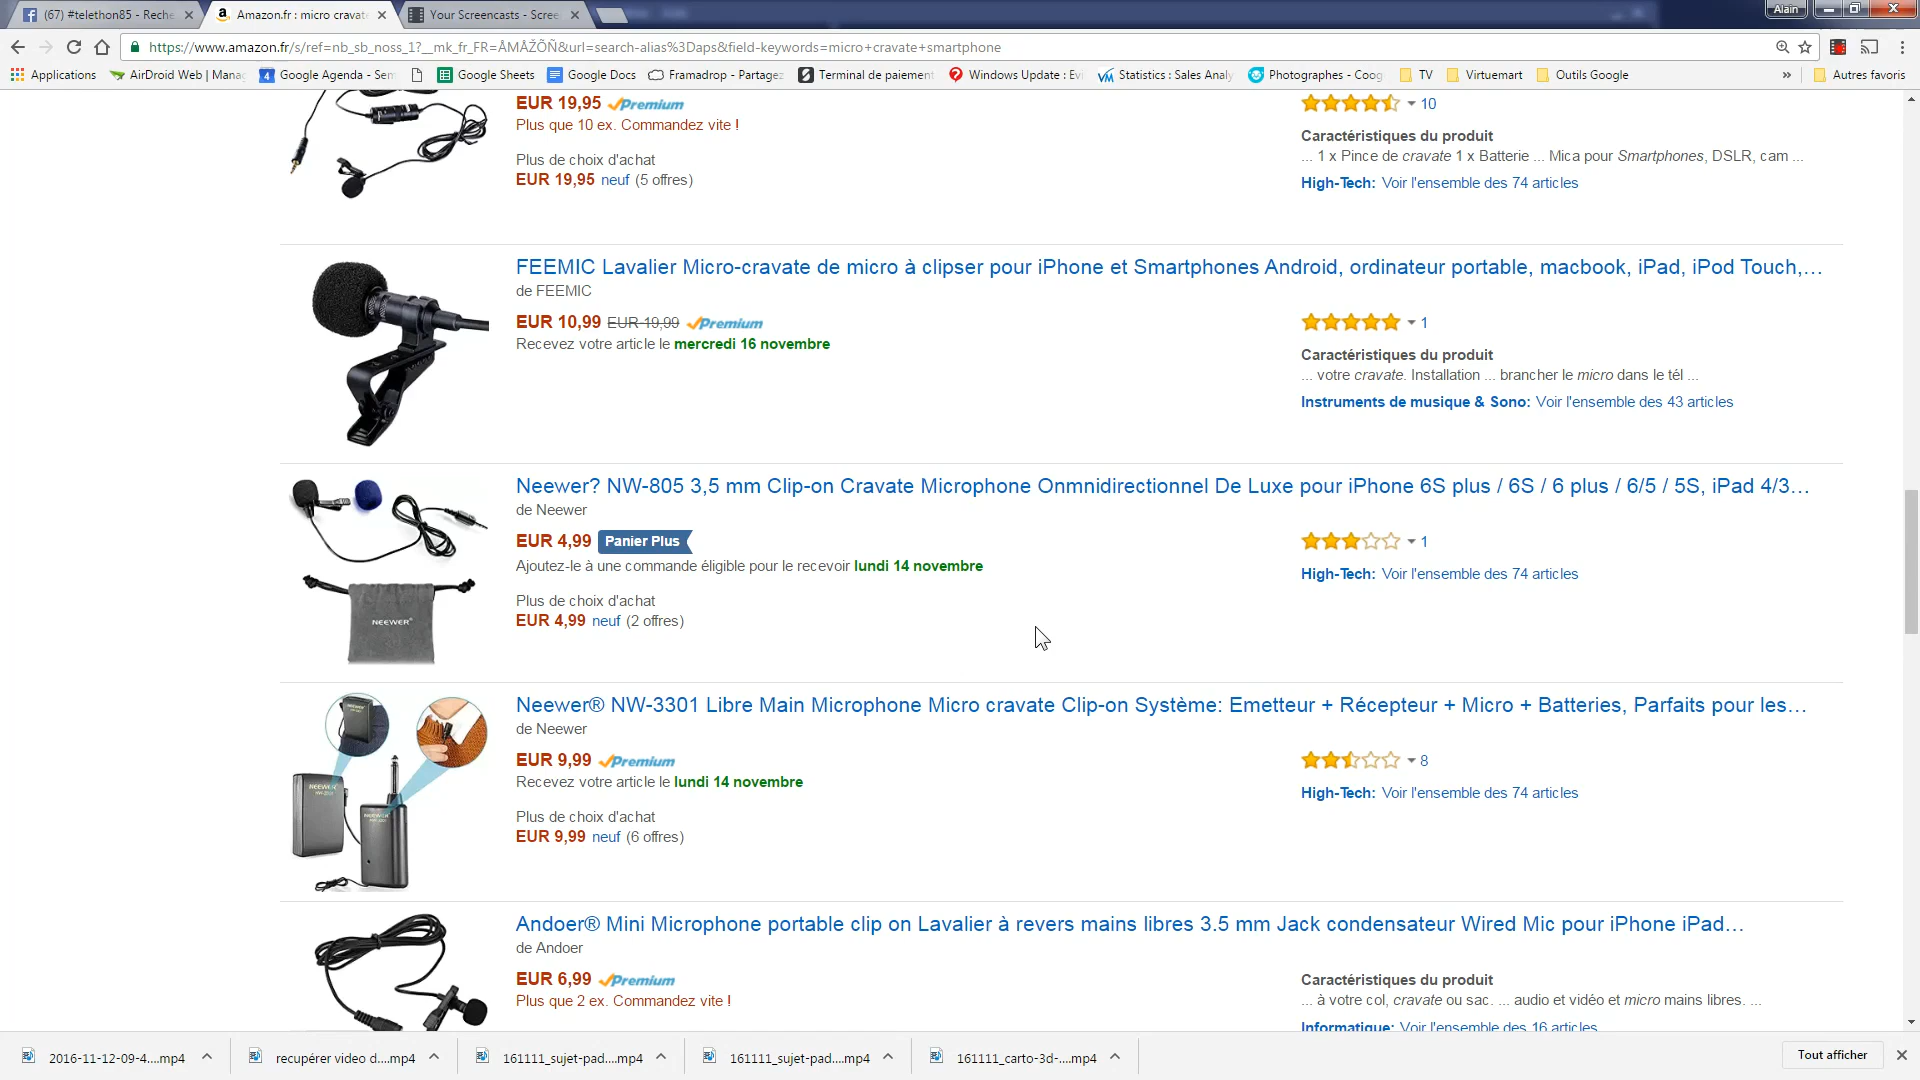 (67) #telethon85 - Reche
Amazon.fr : micro cravate
Your Screencasts - Scree
Alain
https://www.amazon.fr/s/ref=nb_sb_noss_1?__mk_fr_FR=ÅMÅŽÕÑ&url=search-alias%3Daps&field-keywords=micro+cravate+smartphone
Applications
AirDroid Web | Manag
Google Agenda - Sem
Google Sheets
Google Docs
Framadrop - Partagez
Terminal de paiement
Windows Update : Evi
Statistics : Sales Analy
Photographes - Goog
TV
Virtuemart
Outils Google
»
Autres favoris
EUR 19,95 Premium
Plus que 10 ex. Commandez vite !
Plus de choix d'achat
EUR 19,95 neuf (5 offres)
10
Caractéristiques du produit
... 1 x Pince de cravate 1 x Batterie ... Mica pour Smartphones, DSLR, cam ...
High-Tech: Voir l'ensemble des 74 articles
FEEMIC Lavalier Micro-cravate de micro à clipser pour iPhone et Smartphones Android, ordinateur portable, macbook, iPad, iPod Touch,…
de FEEMIC
EUR 10,99 EUR 19,99 Premium
Recevez votre article le mercredi 16 novembre
1
Caractéristiques du produit
... votre cravate. Installation ... brancher le micro dans le tél ...
Instruments de musique & Sono: Voir l'ensemble des 43 articles
Neewer? NW-805 3,5 mm Clip-on Cravate Microphone Onmnidirectionnel De Luxe pour iPhone 6S plus / 6S / 6 plus / 6/5 / 5S, iPad 4/3…
de Neewer
EUR 4,99 Panier Plus
Ajoutez-le à une commande éligible pour le recevoir lundi 14 novembre
Plus de choix d'achat
EUR 4,99 neuf (2 offres)
1
High-Tech: Voir l'ensemble des 74 articles
NEEWER
Neewer® NW-3301 Libre Main Microphone Micro cravate Clip-on Système: Emetteur + Récepteur + Micro + Batteries, Parfaits pour les…
de Neewer
EUR 9,99 Premium
Recevez votre article le lundi 14 novembre
Plus de choix d'achat
EUR 9,99 neuf (6 offres)
8
High-Tech: Voir l'ensemble des 74 articles
NEEWER
Andoer® Mini Microphone portable clip on Lavalier à revers mains libres 3.5 mm Jack condensateur Wired Mic pour iPhone iPad…
de Andoer
EUR 6,99 Premium
Plus que 2 ex. Commandez vite !
Caractéristiques du produit
... à votre col, cravate ou sac. ... audio et vidéo et micro mains libres. ...
Informatique: Voir l'ensemble des 16 articles
2016-11-12-09-4....mp4
recupérer video d....mp4
161111_sujet-pad....mp4
161111_sujet-pad....mp4
161111_carto-3d-....mp4
Tout afficher